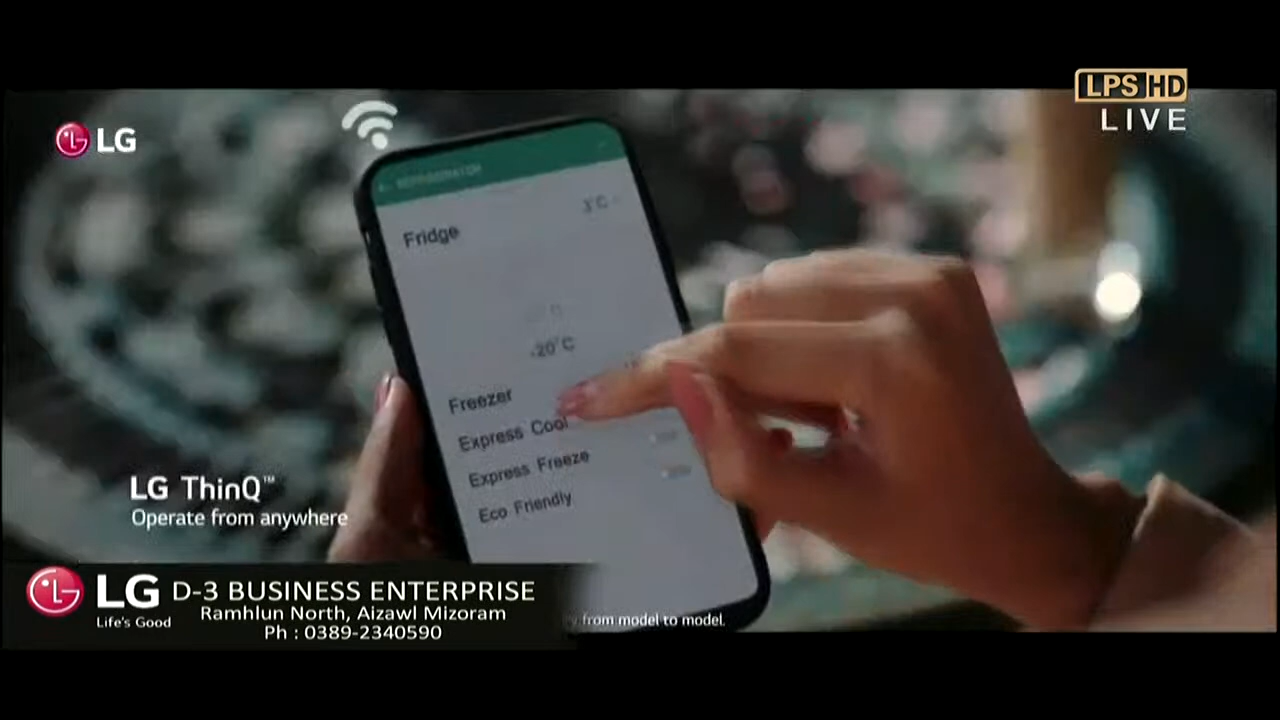 LPS HD
LIVE
LG
REFRIGERATOR
3°C
Fridge
-20°C
Freezer
Express Cool
Express Freeze
Eco Friendly
LG ThinQ™
Operate from anywhere
LG
Life's Good
D-3 BUSINESS ENTERPRISE
Ramhlun North, Aizawl Mizoram
Ph : 0389-2340590
from model to model.